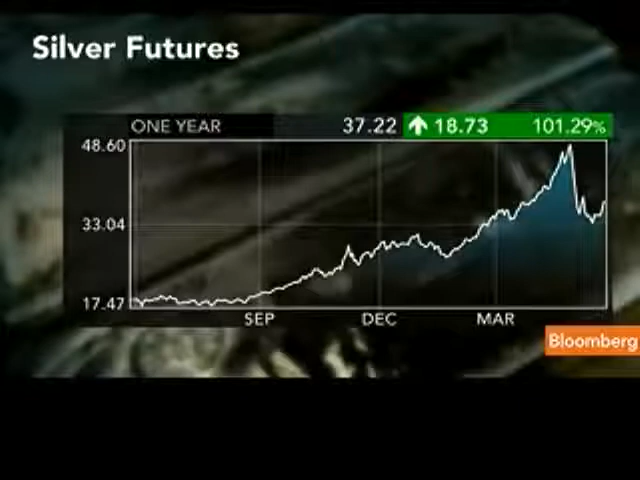 Silver Futures
ONE YEAR 37.22 18.73 101.29%
48.60
33.04
17.47
SEP DEC MAR
Bloomberg